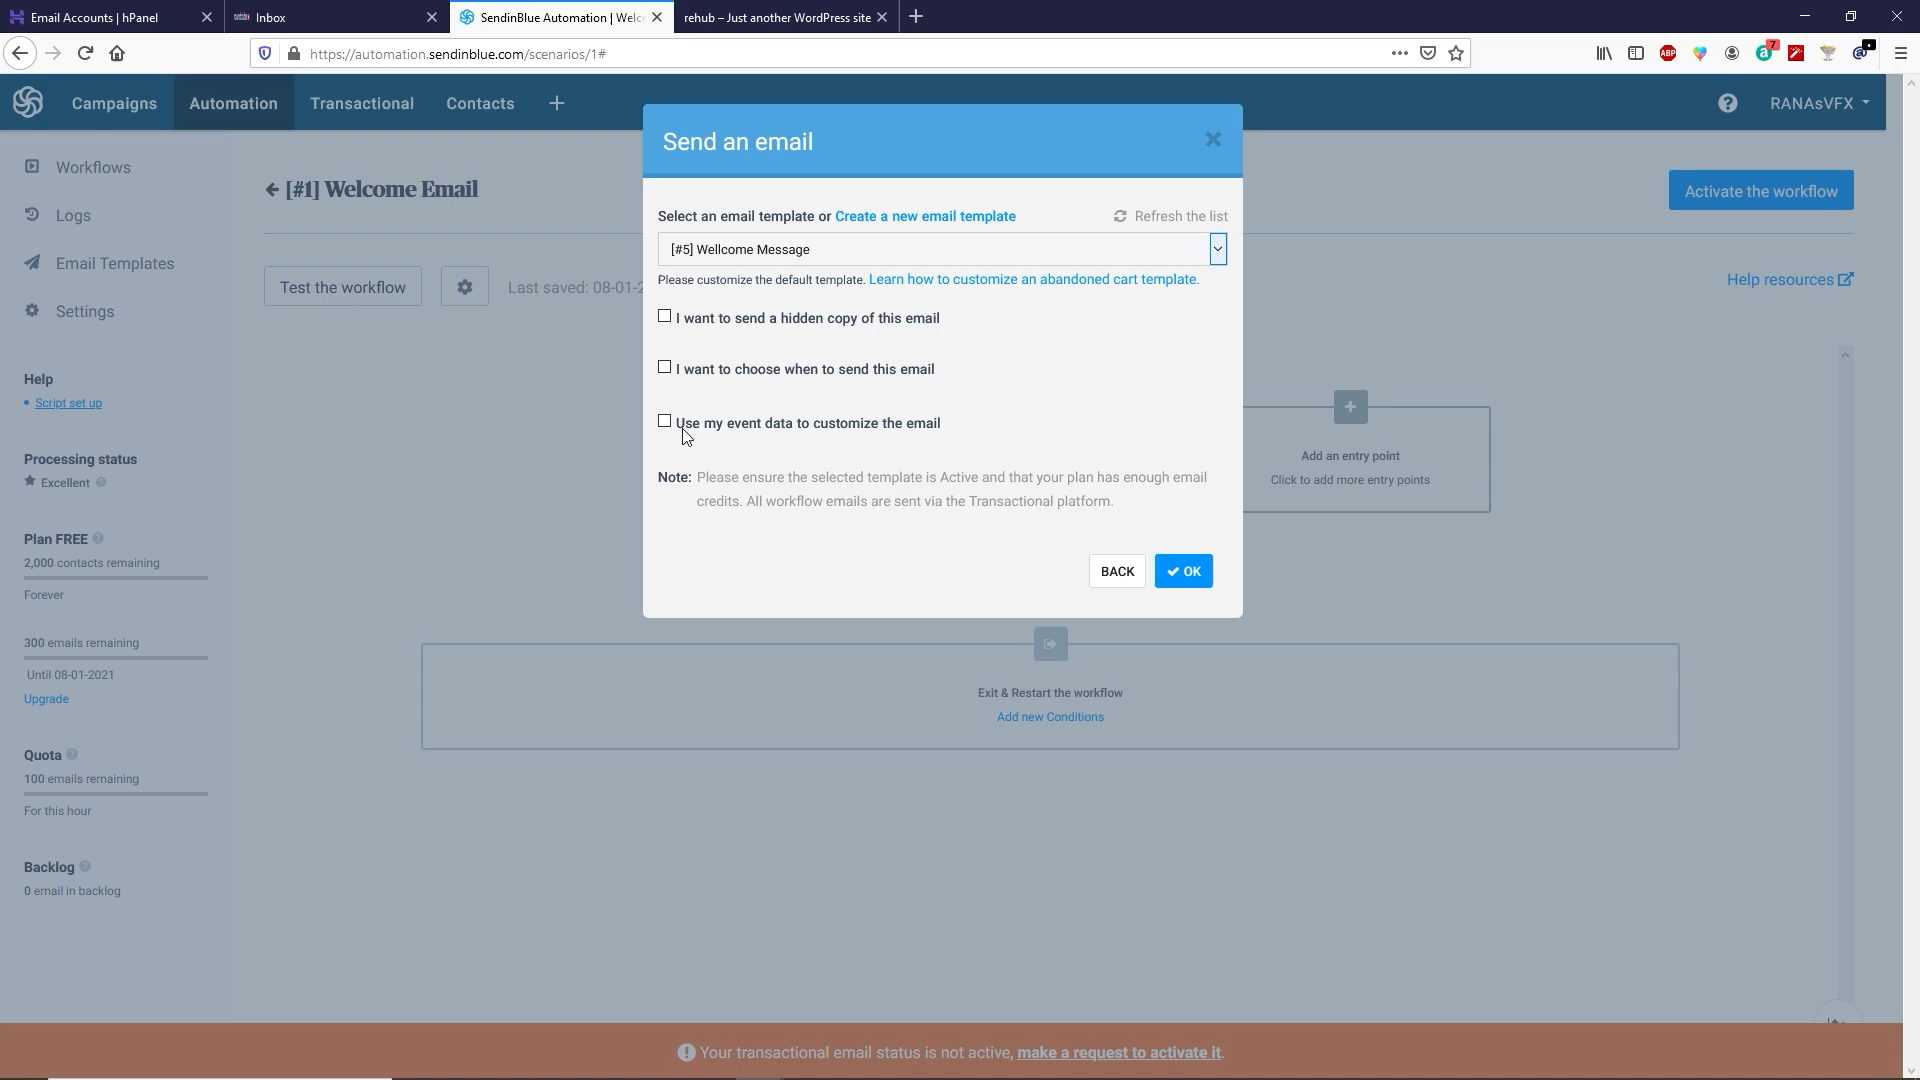 Email Accounts | hPanel
Inbox
SendinBlue Automation | Welc
rehub – Just another WordPress site
https://automation.sendinblue.com/scenarios/1#
ABP
7
Campaigns
Automation
Transactional
Contacts
RANAsVFX
Send an email
Workflows
Logs
Email Templates
Settings
[#1] Welcome Email
Activate the workflow
Select an email template or Create a new email template
Refresh the list
[#5] Wellcome Message
Please customize the default template. Learn how to customize an abandoned cart template.
Test the workflow
Last saved: 08-01-2
Help resources
I want to send a hidden copy of this email
I want to choose when to send this email
Use my event data to customize the email
Help
Script set up
Add an entry point
Click to add more entry points
Processing status
Excellent
Note: Please ensure the selected template is Active and that your plan has enough email
credits. All workflow emails are sent via the Transactional platform.
Plan FREE
2,000 contacts remaining
Forever
BACK
OK
300 emails remaining
Until 08-01-2021
Upgrade
Exit & Restart the workflow
Add new Conditions
Quota
100 emails remaining
For this hour
Backlog
0 email in backlog
Your transactional email status is not active, make a request to activate it.